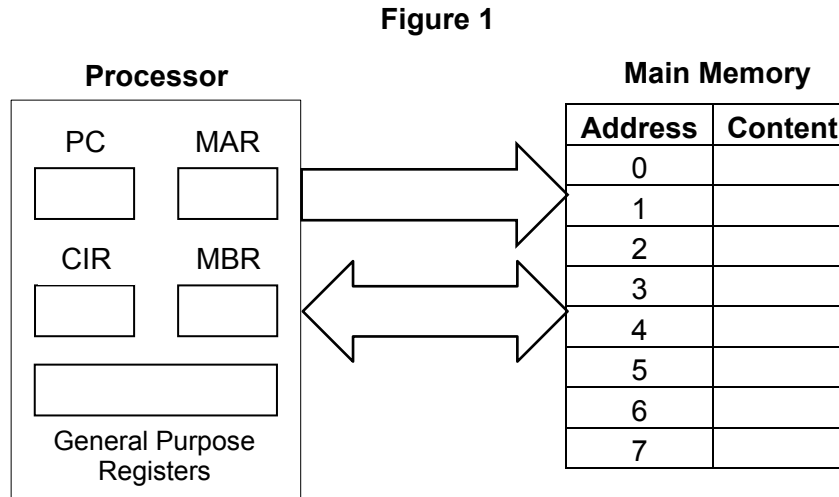 Figure 1
Processor
PC MAR
CIR MBR
General Purpose
Registers
Main Memory
Address Content
0
1
2
3
4
5
6
7